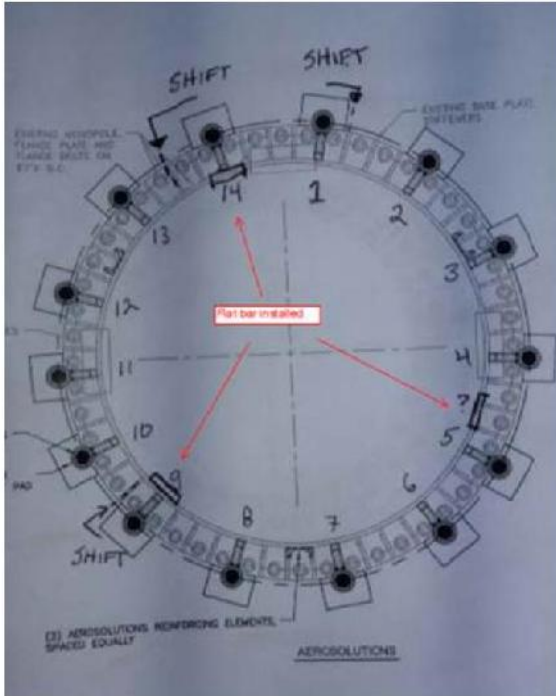 SHIFT
SHIFT
EXISTING MONOPOLE
FLANGE PLATE AND
FLANGE BOLTS ON
EXISTING BASE PLATE
STIFFENERS
14
1
13
2
3
12
Flat bar installed
11
4
?
5
10
9
6
PAD
8
7
SHIFT
(3) AEROSOLUTIONS REINFORCING ELEMENTS,
SPACED EQUALLY
AEROSOLUTIONS